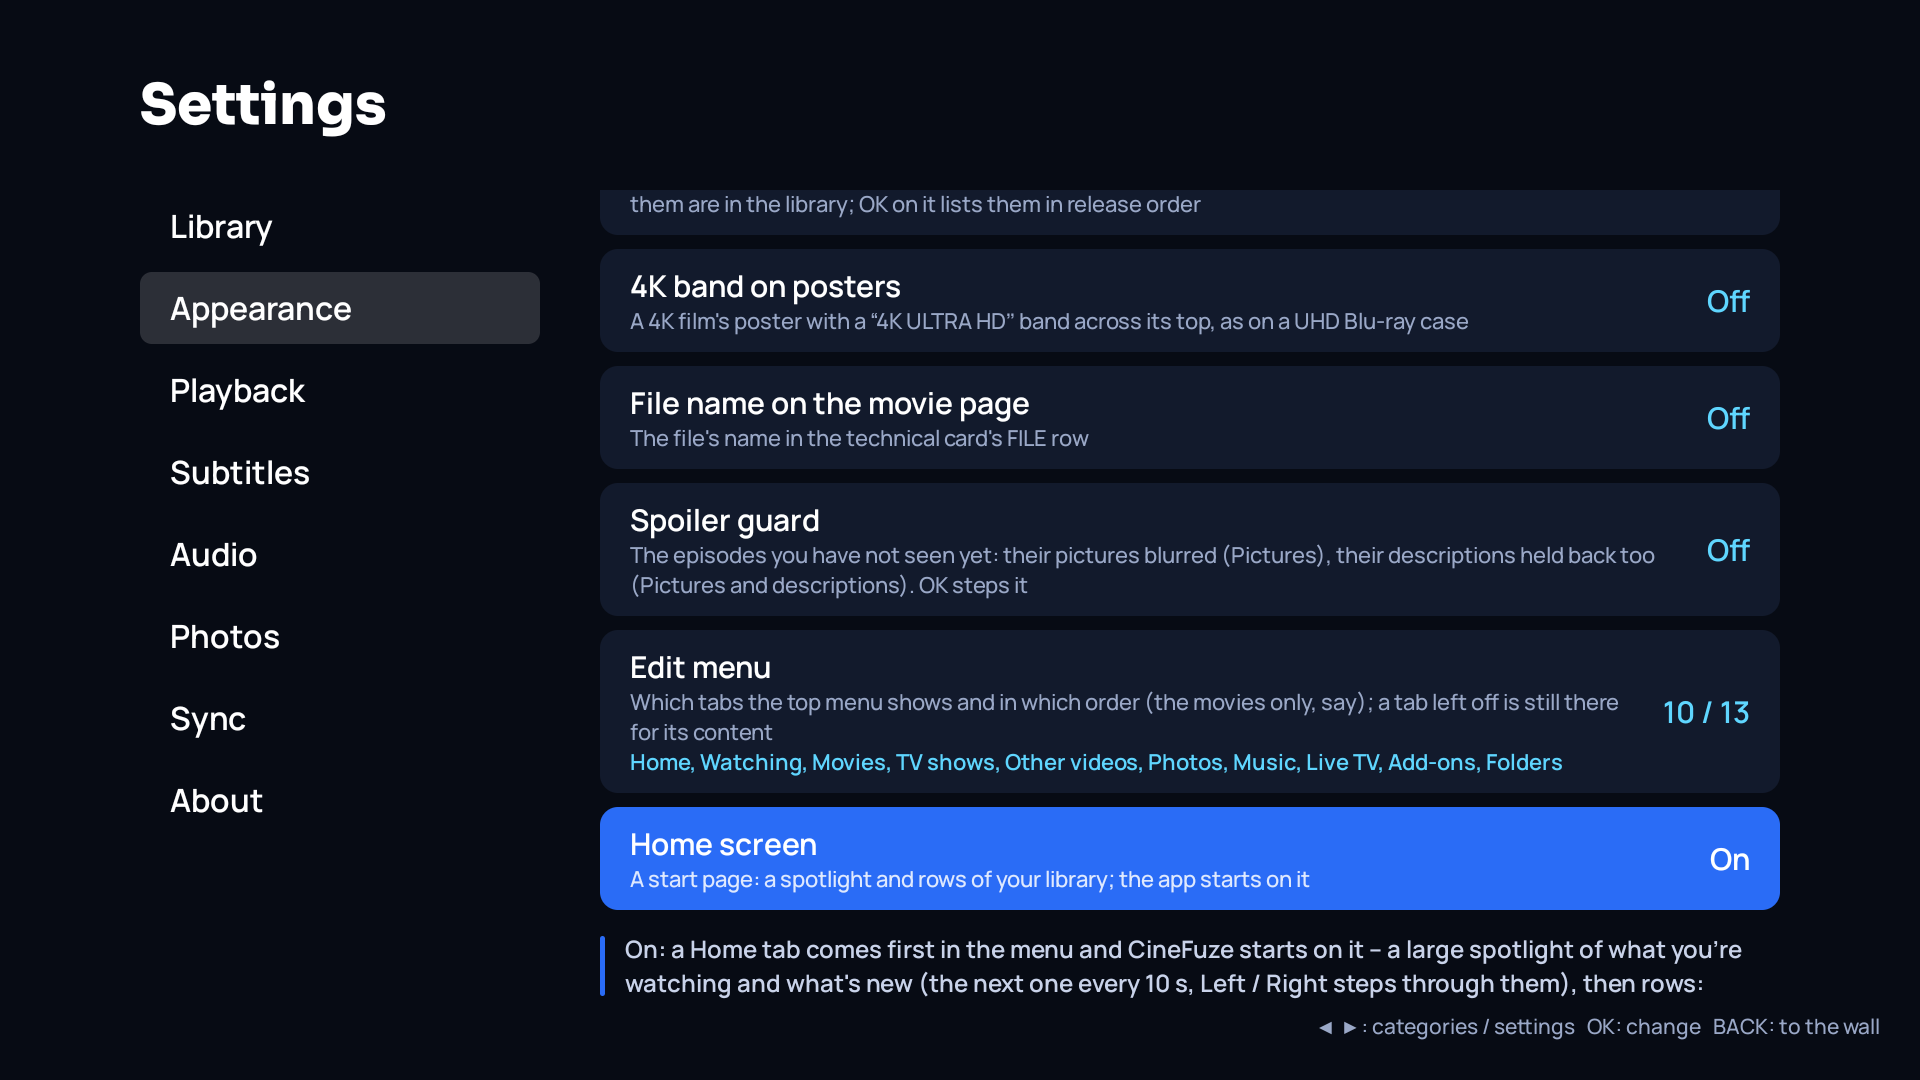 Settings
Library
Appearance
Playback
Subtitles
Audio
Photos
Sync
About
them are in the library; OK on it lists them in release order
4K band on posters
A 4K film's poster with a “4K ULTRA HD” band across its top, as on a UHD Blu-ray case
Off
File name on the movie page
The file's name in the technical card's FILE row
Off
Spoiler guard
The episodes you have not seen yet: their pictures blurred (Pictures), their descriptions held back too
(Pictures and descriptions). OK steps it
Off
Edit menu
Which tabs the top menu shows and in which order (the movies only, say); a tab left off is still there
for its content
Home, Watching, Movies, TV shows, Other videos, Photos, Music, Live TV, Add-ons, Folders
10 / 13
Home screen
A start page: a spotlight and rows of your library; the app starts on it
On
On: a Home tab comes first in the menu and CineFuze starts on it – a large spotlight of what you’re
watching and what's new (the next one every 10 s, Left / Right steps through them), then rows:
◄ ►: categories / settings OK: change BACK: to the wall